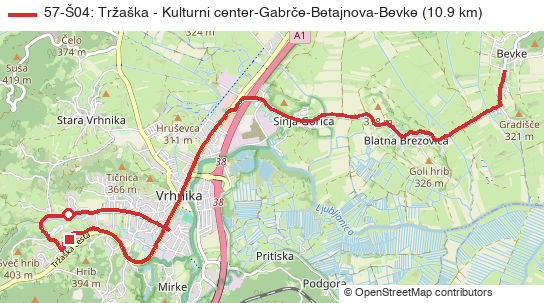 57-Š04: Tržaška - Kulturni center-Gabrče-Betajnova-Bevke (10.9 km)
Čelo
374 m
A1
Suša
419 m
Bevke
Stara Vrhnika
Hruševca
311 m
Sinja Gorica
Blatna Brezovica
Gradišče
321 m
38
Tičnica
366 m
Goli hrib
326 m
Vrhnika
38
Ljubljanica
Tržaška cesta
Sveč hrib
403 m
Hrib
394 m
Pritiska
Mirke
Podgora
© OpenStreetMap contributors